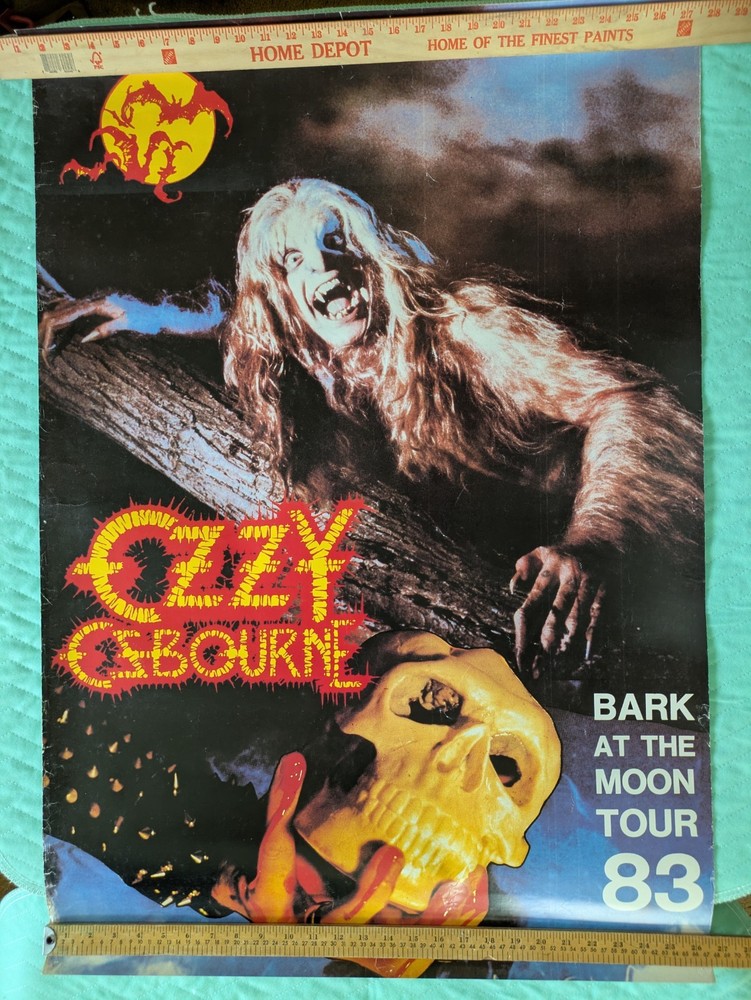 HOME DEPOT HOME OF THE FINEST PAINTS
OZZY
OSBOURNE
BARK
AT THE
MOON
TOUR
83